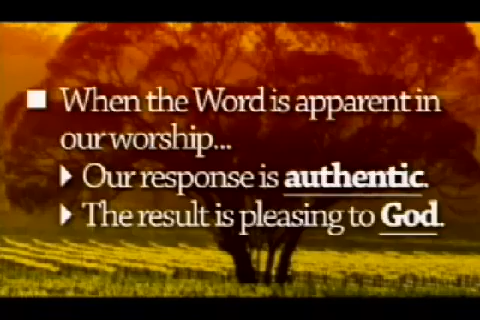 When the Word is apparent in
our worship...
Our response is authentic.
The result is pleasing to God.